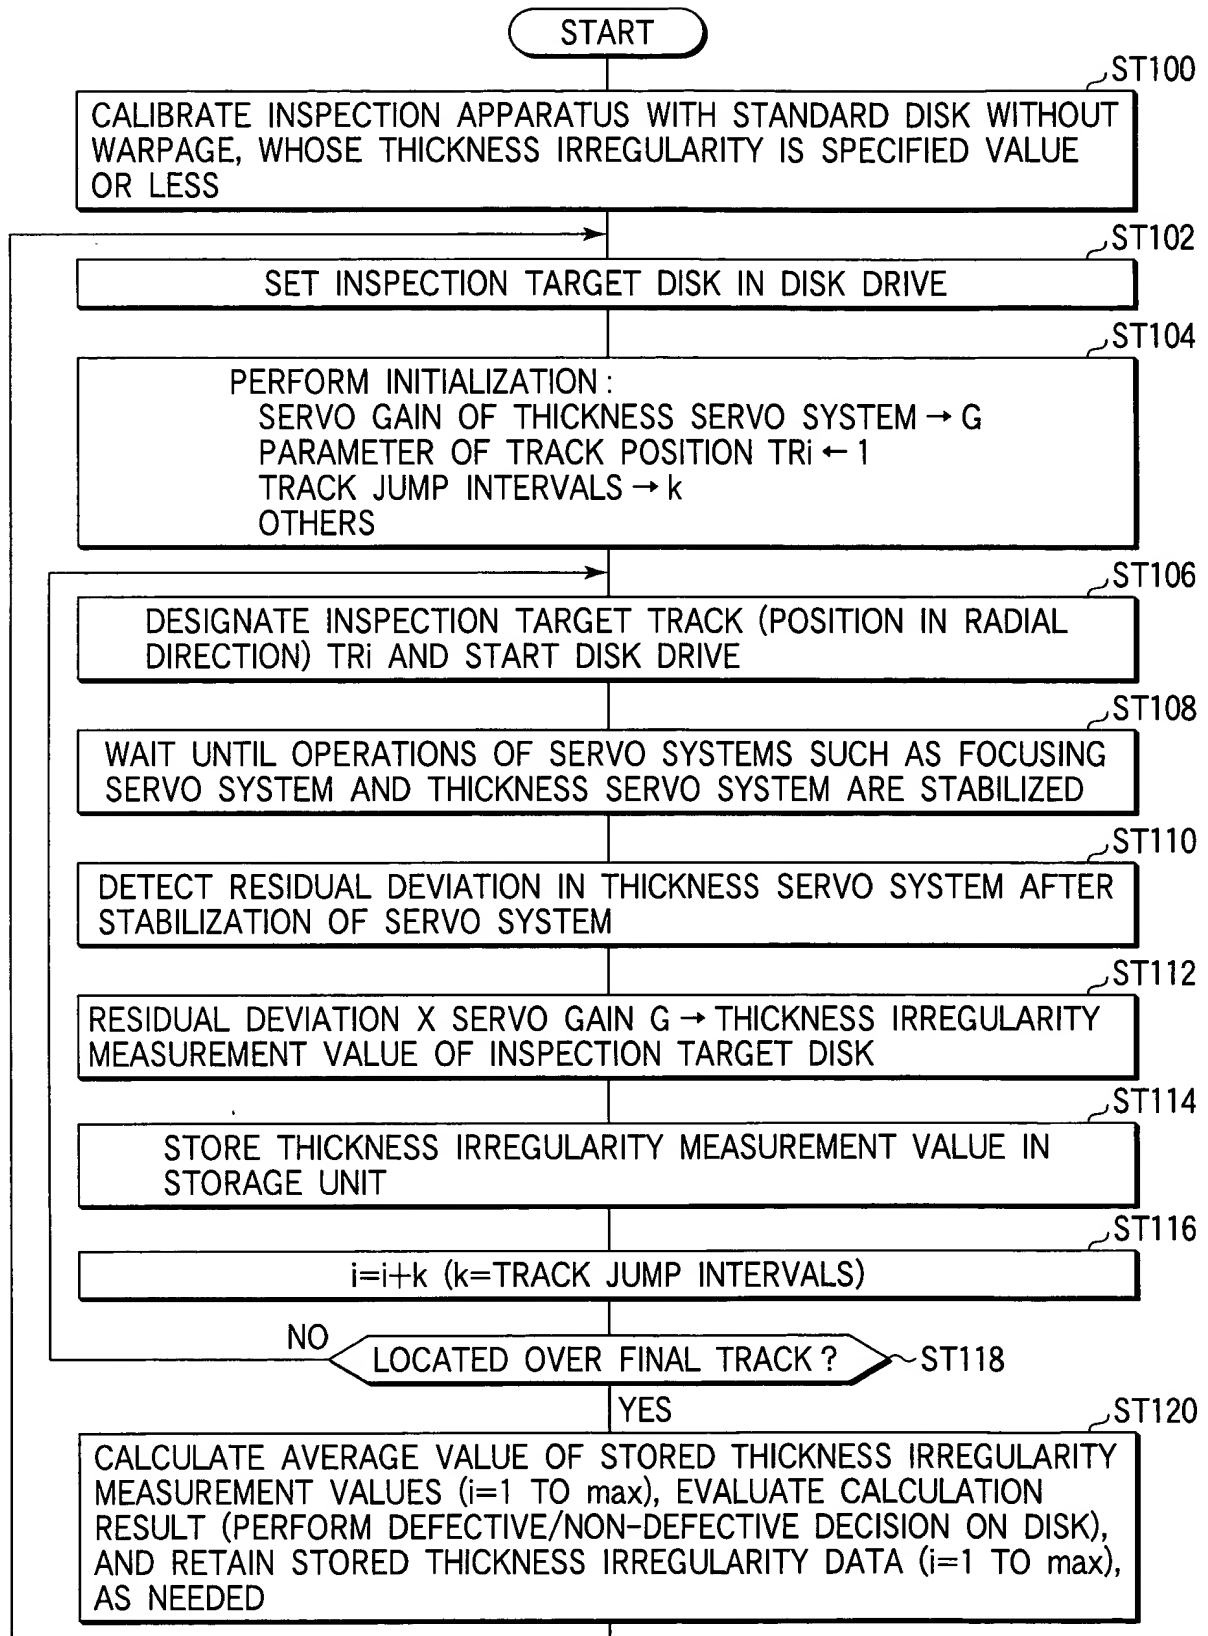 START
ST100
CALIBRATE INSPECTION APPARATUS WITH STANDARD DISK WITHOUT
WARPAGE, WHOSE THICKNESS IRREGULARITY IS SPECIFIED VALUE
OR LESS
ST102
SET INSPECTION TARGET DISK IN DISK DRIVE
ST104
PERFORM INITIALIZATION :
SERVO GAIN OF THICKNESS SERVO SYSTEM → G
PARAMETER OF TRACK POSITION TRi ← 1
TRACK JUMP INTERVALS → k
OTHERS
ST106
DESIGNATE INSPECTION TARGET TRACK (POSITION IN RADIAL
DIRECTION) TRi AND START DISK DRIVE
ST108
WAIT UNTIL OPERATIONS OF SERVO SYSTEMS SUCH AS FOCUSING
SERVO SYSTEM AND THICKNESS SERVO SYSTEM ARE STABILIZED
ST110
DETECT RESIDUAL DEVIATION IN THICKNESS SERVO SYSTEM AFTER
STABILIZATION OF SERVO SYSTEM
ST112
RESIDUAL DEVIATION X SERVO GAIN G → THICKNESS IRREGULARITY
MEASUREMENT VALUE OF INSPECTION TARGET DISK
ST114
STORE THICKNESS IRREGULARITY MEASUREMENT VALUE IN
STORAGE UNIT
ST116
i=i+k (k=TRACK JUMP INTERVALS)
NO
LOCATED OVER FINAL TRACK ?
ST118
YES
ST120
CALCULATE AVERAGE VALUE OF STORED THICKNESS IRREGULARITY
MEASUREMENT VALUES (i=1 TO max), EVALUATE CALCULATION
RESULT (PERFORM DEFECTIVE/NON-DEFECTIVE DECISION ON DISK),
AND RETAIN STORED THICKNESS IRREGULARITY DATA (i=1 TO max),
AS NEEDED